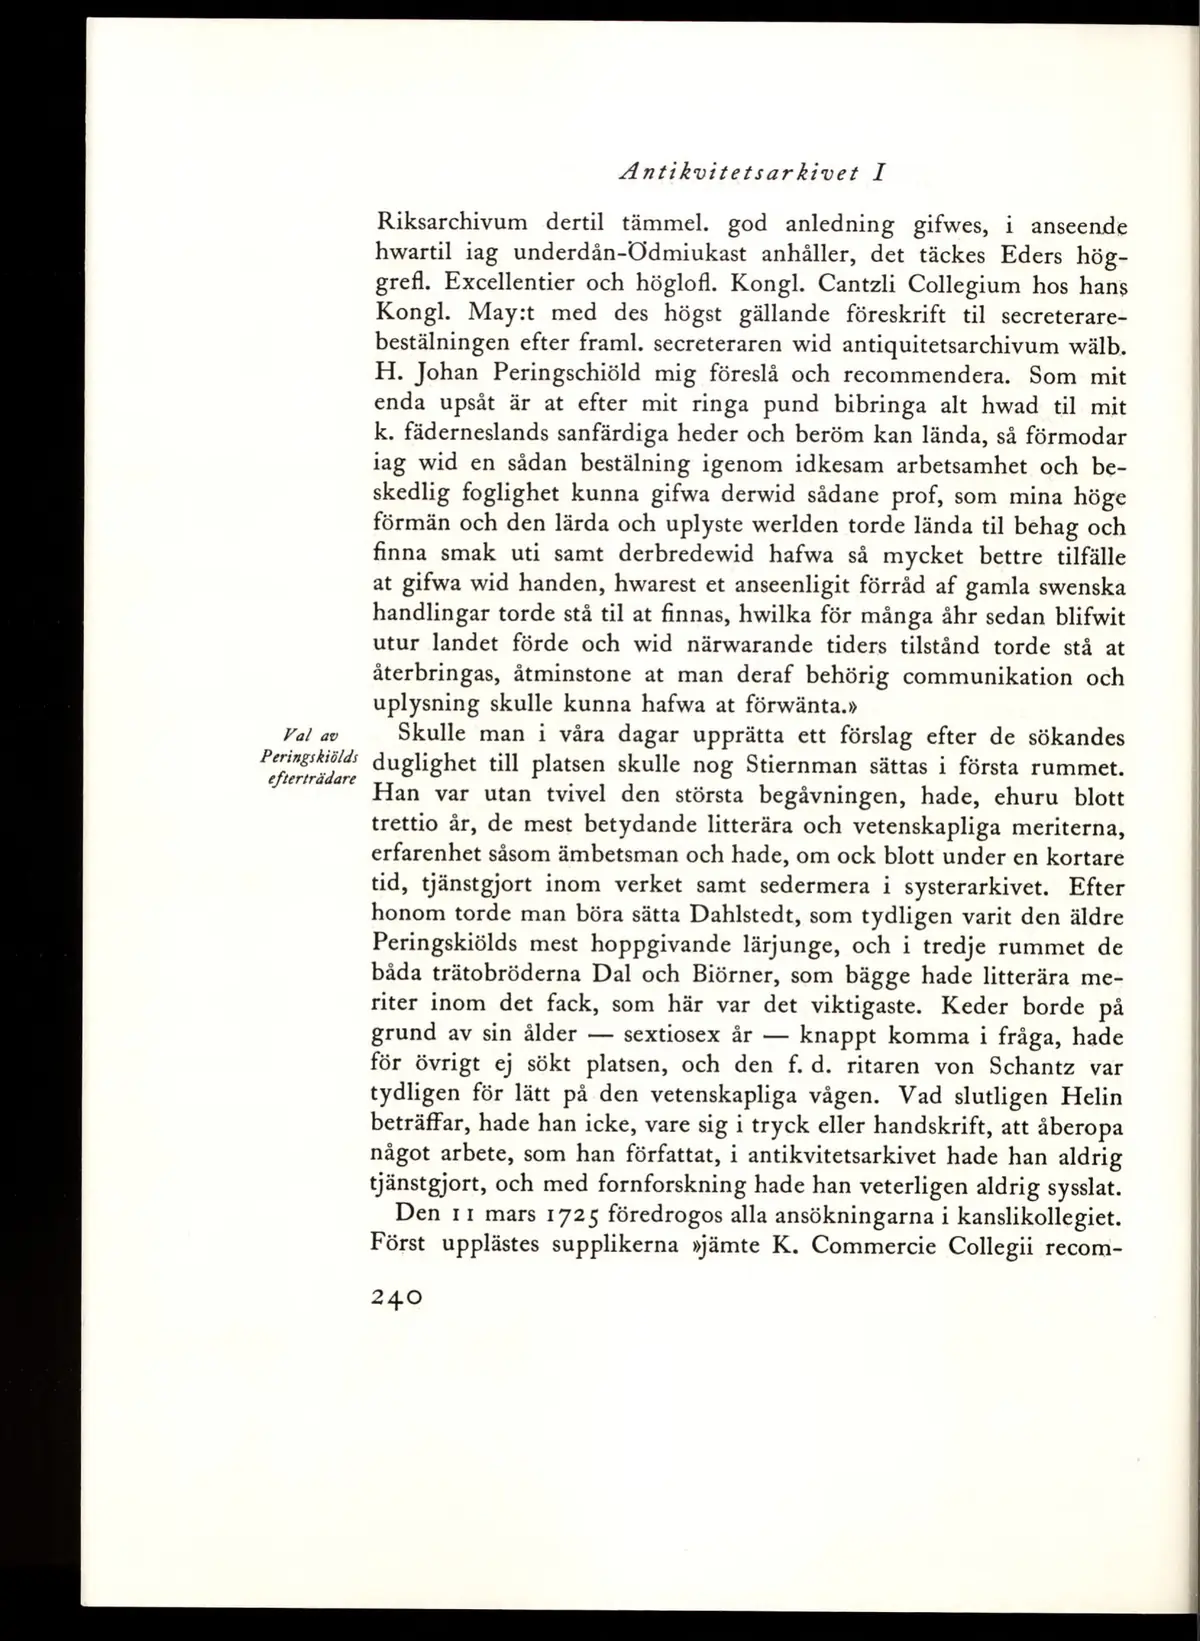 Antikvitetsarkivet I
Riksarchivum dertil tämmel. god anledning gifwes, i anseende
hwartil iag underdån-Ödmiukast anhåller, det täckes Eders hög-
grefl. Excellentier och höglofl. Kongl. Cantzli Collegium hos hans
Kongl. May:t med des högst gällande föreskrift til secreterare-
bestälningen efter framl. secreteraren wid antiquitetsarchivum wälb.
H. Johan Peringschiöld mig föreslå och recommendera. Som mit
enda upsåt är at efter mit ringa pund bibringa alt hwad til mit
k. fäderneslands sanfärdiga heder och beröm kan lända, så förmodar
iag wid en sådan bestälning igenom idkesam arbetsamhet och be-
skedlig foglighet kunna gifwa derwid sådane prof, som mina höge
förmän och den lärda och uplyste werlden torde lända til behag och
finna smak uti samt derbredewid hafwa så mycket bettre tilfälle
at gifwa wid handen, hwarest et anseenligit förråd af gamla swenska
handlingar torde stå til at finnas, hwilka för många åhr sedan blifwit
utur landet förde och wid närwarande tiders tilstånd torde stå at
återbringas, åtminstone at man deraf behörig communikation och
uplysning skulle kunna hafwa at förwänta.»
Val av
Peringskiölds
efterträdare
Skulle man i våra dagar upprätta ett förslag efter de sökandes
duglighet till platsen skulle nog Stiernman sättas i första rummet.
Han var utan tvivel den största begåvningen, hade, ehuru blott
trettio år, de mest betydande litterära och vetenskapliga meriterna,
erfarenhet såsom ämbetsman och hade, om ock blott under en kortare
tid, tjänstgjort inom verket samt sedermera i systerarkivet. Efter
honom torde man böra sätta Dahlstedt, som tydligen varit den äldre
Peringskiölds mest hoppgivande lärjunge, och i tredje rummet de
båda trätobröderna Dal och Biörner, som bägge hade litterära me-
riter inom det fack, som här var det viktigaste. Keder borde på
grund av sin ålder — sextiosex år — knappt komma i fråga, hade
för övrigt ej sökt platsen, och den f. d. ritaren von Schantz var
tydligen för lätt på den vetenskapliga vågen. Vad slutligen Helin
beträffar, hade han icke, vare sig i tryck eller handskrift, att åberopa
något arbete, som han författat, i antikvitetsarkivet hade han aldrig
tjänstgjort, och med fornforskning hade han veterligen aldrig sysslat.
Den 11 mars 1725 föredrogos alla ansökningarna i kanslikollegiet.
Först upplästes supplikerna »jämte K. Commercie Collegii recom-
240